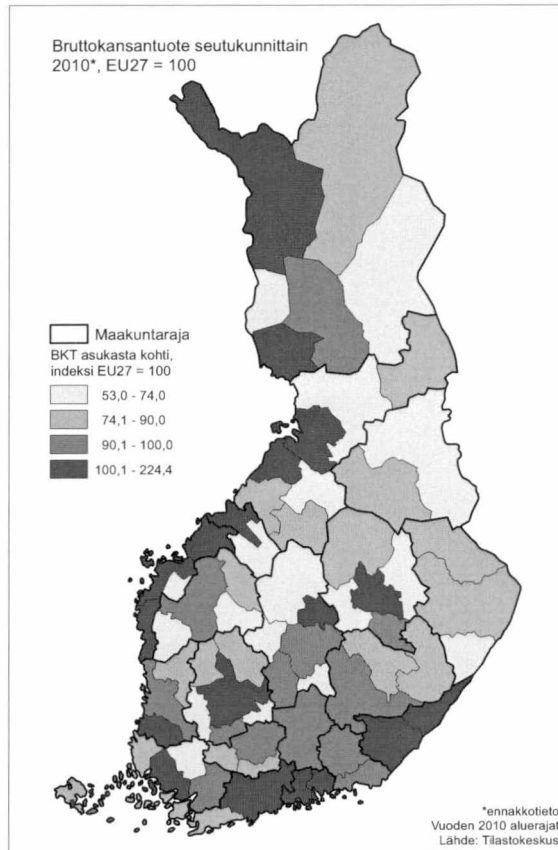 Bruttokansantuote seutukunnittain
2010*, EU27 = 100
Maakuntaraja
BKT asukasta kohti,
indeksi EU27 = 100
53,0 - 74,0
74,1 - 90,0
90,1 - 100,0
100,1 - 224,4
*ennakkotieto
Vuoden 2010 aluerajat
Lähde: Tilastokeskus